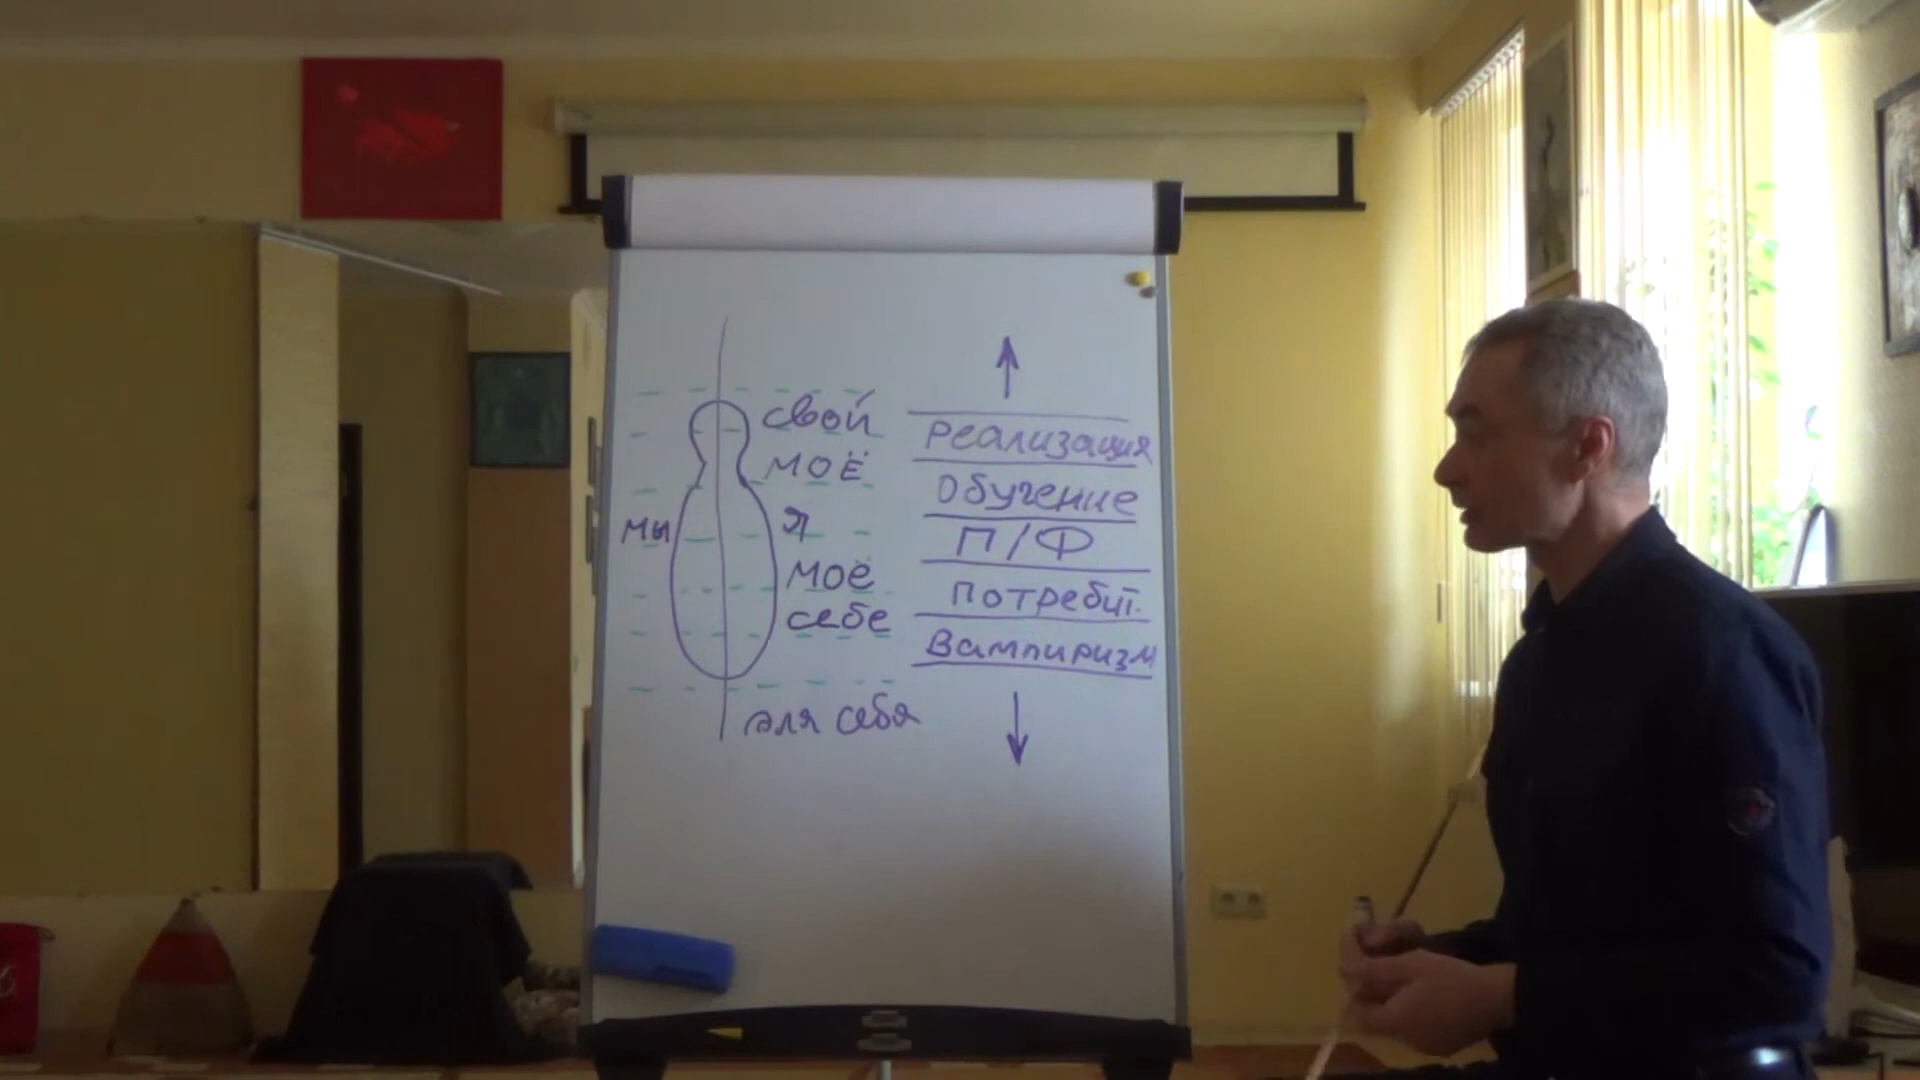 свой
моё
мы
я
моё
себе
для себя
Реализация
Обучение
П/Ф
Потребит.
Вампиризм